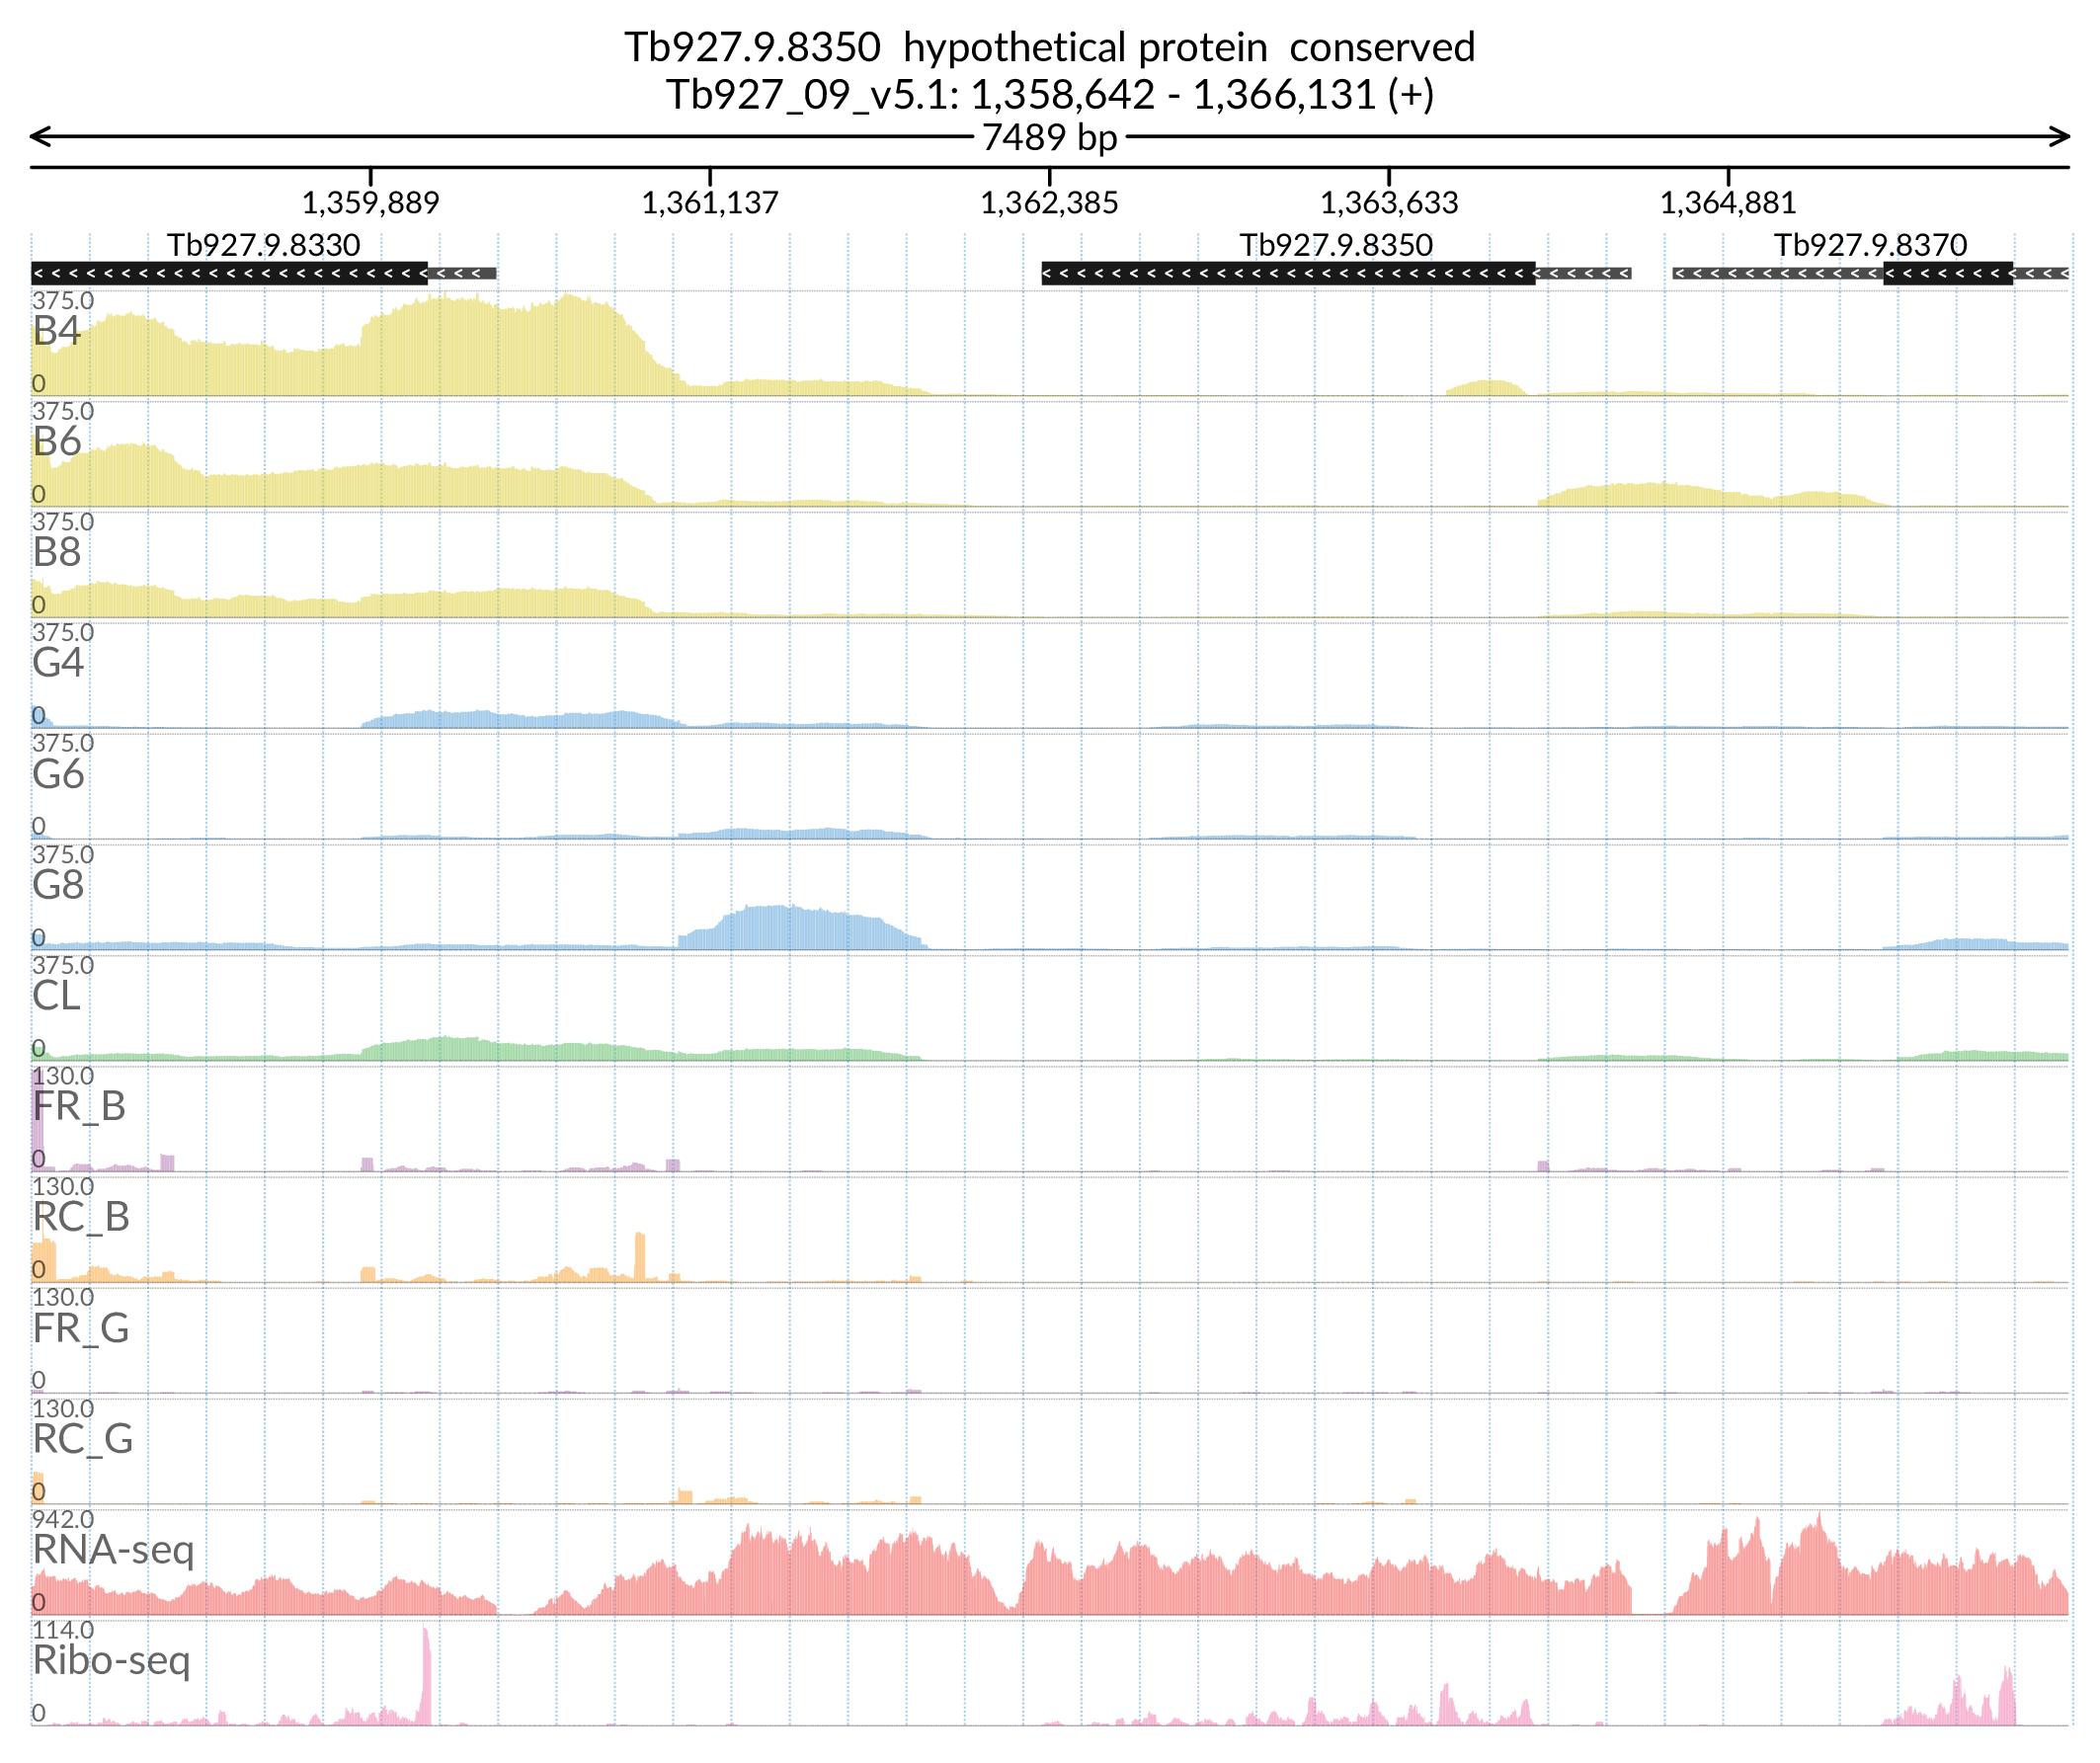 Tb927.9.8350 hypothetical protein conserved
Tb927_09_v5.1: 1,358,642 - 1,366,131 (+)
7489 bp
1,359,889 1,361,137 1,362,385 1,363,633 1,364,881
Tb927.9.8330 Tb927.9.8350 Tb927.9.8370
375.0
B4
0
375.0
B6
0
375.0
B8
0
375.0
G4
0
375.0
G6
0
375.0
G8
0
375.0
CL
0
130.0
FR_B
0
130.0
RC_B
0
130.0
FR_G
0
130.0
RC_G
0
942.0
RNA-seq
0
114.0
Ribo-seq
0